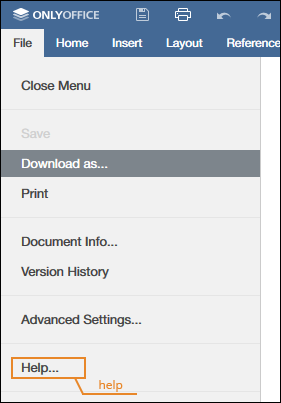 ONLYOFFICE
File Home Insert Layout Reference
Close Menu
Save
Download as...
Print
Document Info...
Version History
Advanced Settings...
Help...
help